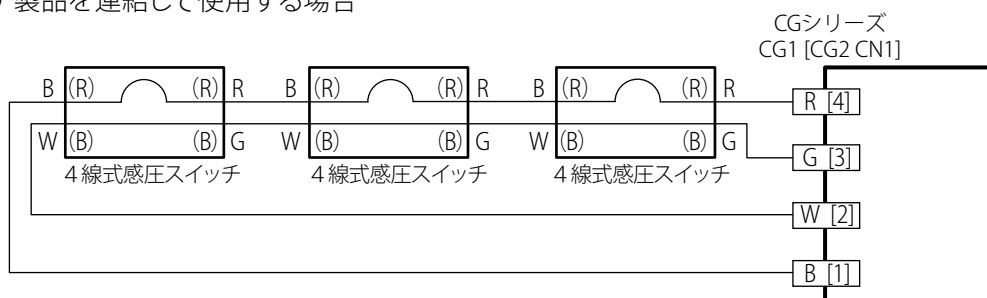 製品を連結して使用する場合
CGシリーズ
CG1 [CG2 CN1]
B (R) (R) R B (R) (R) R B (R) (R) R
R [4]
W (B) (B) G W (B) (B) G W (B) (B) G
G [3]
4線式感圧スイッチ 4線式感圧スイッチ 4線式感圧スイッチ
W [2]
B [1]